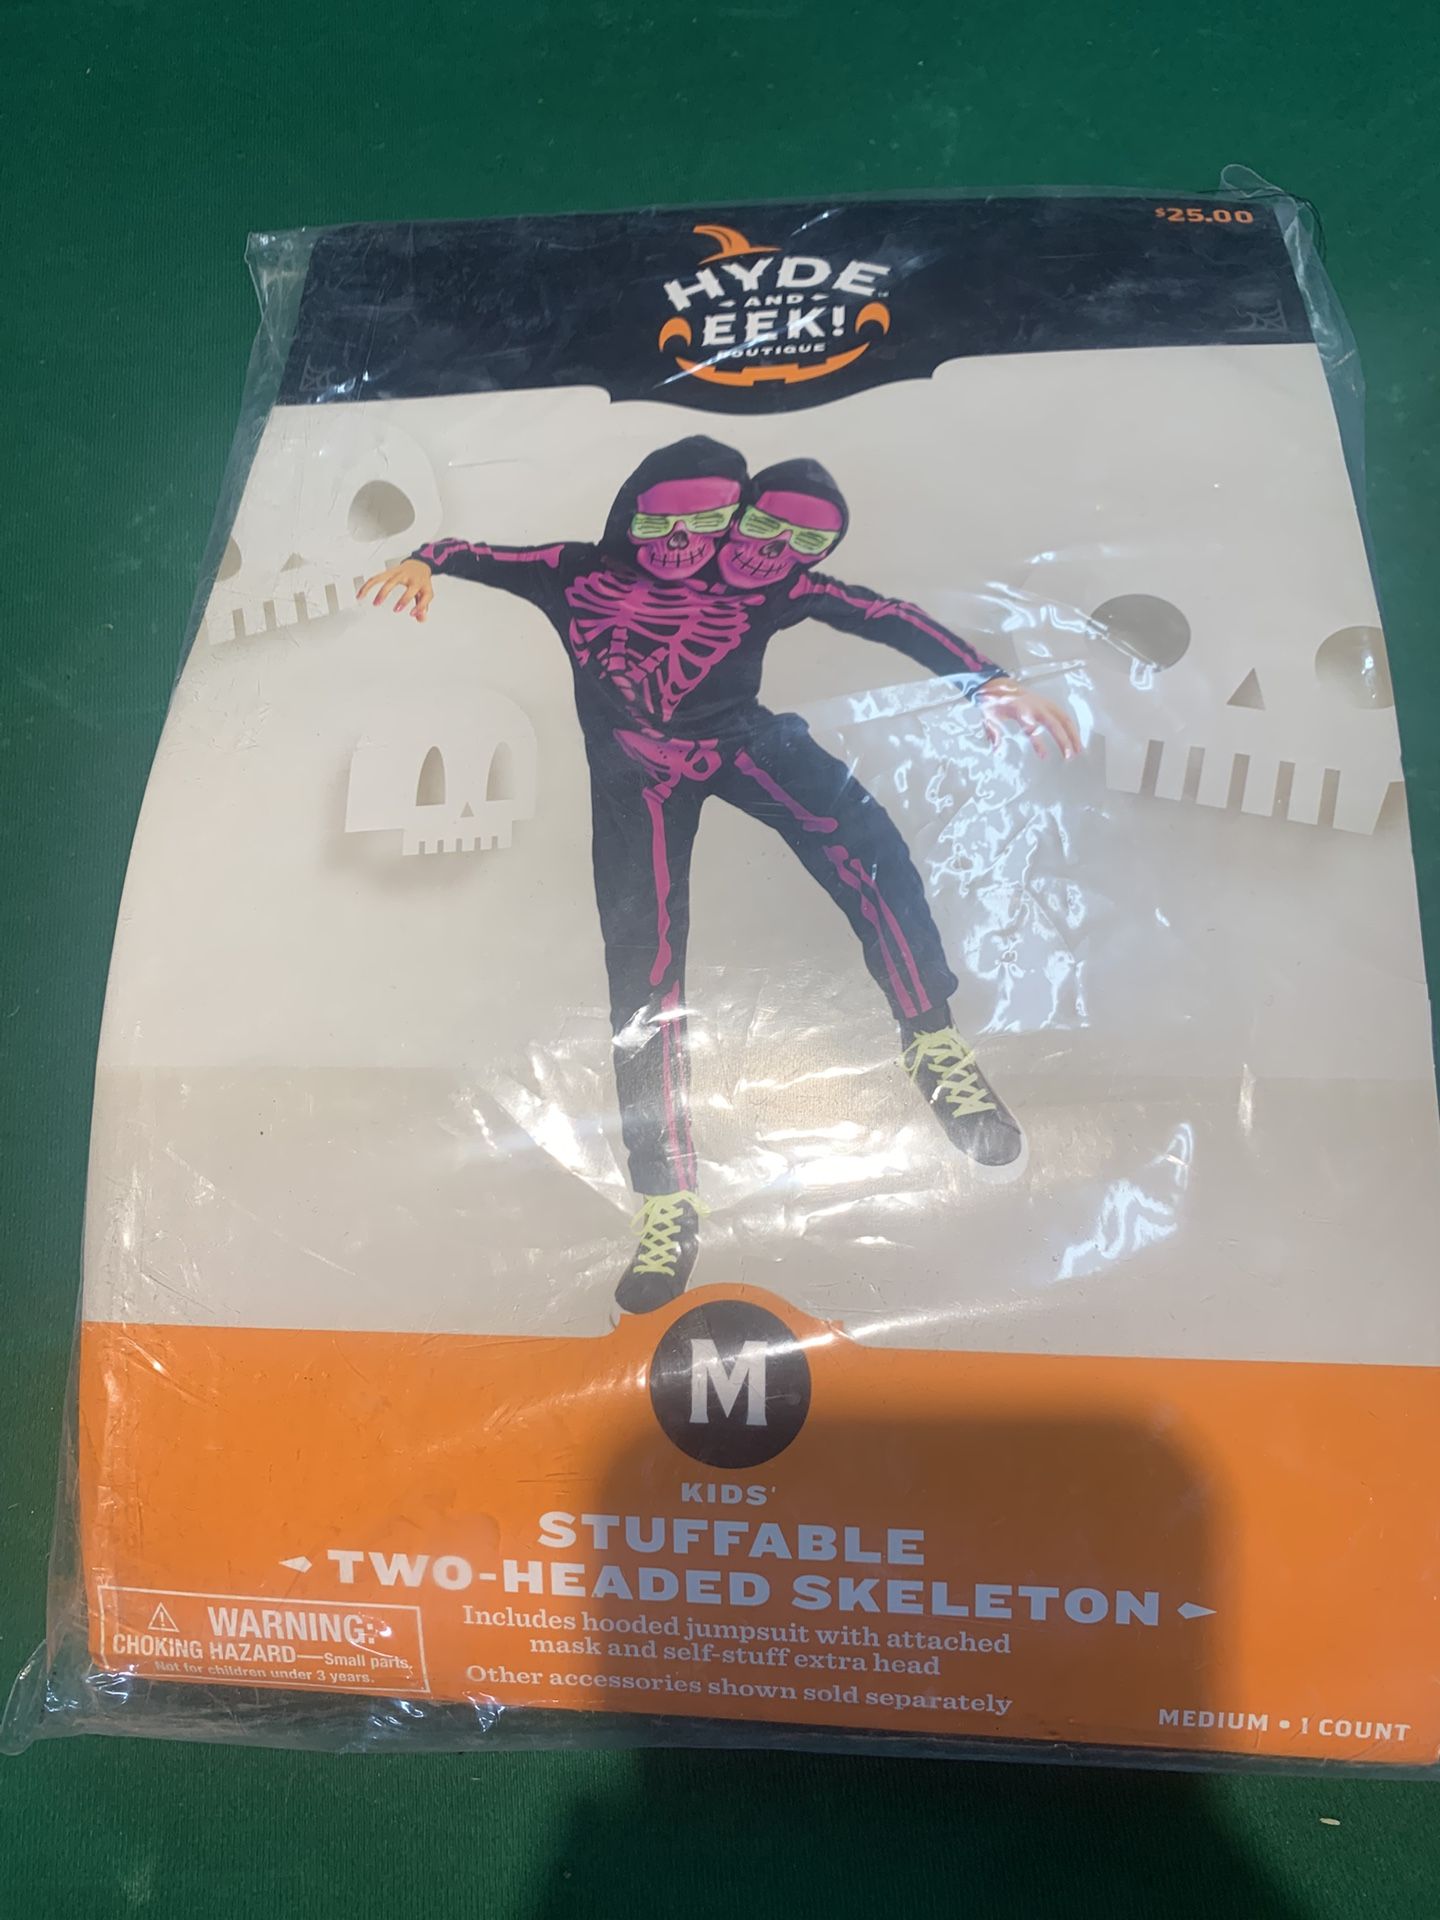 $25.00
HYDE
AND
EEK!
BOUTIQUE
M
KIDS'
STUFFABLE
TWO-HEADED SKELETON
Includes hooded jumpsuit with attached
mask and self-stuff extra head
Other accessories shown sold separately
WARNING:
CHOKING HAZARD—Small parts.
Not for children under 3 years.
MEDIUM • 1 COUNT